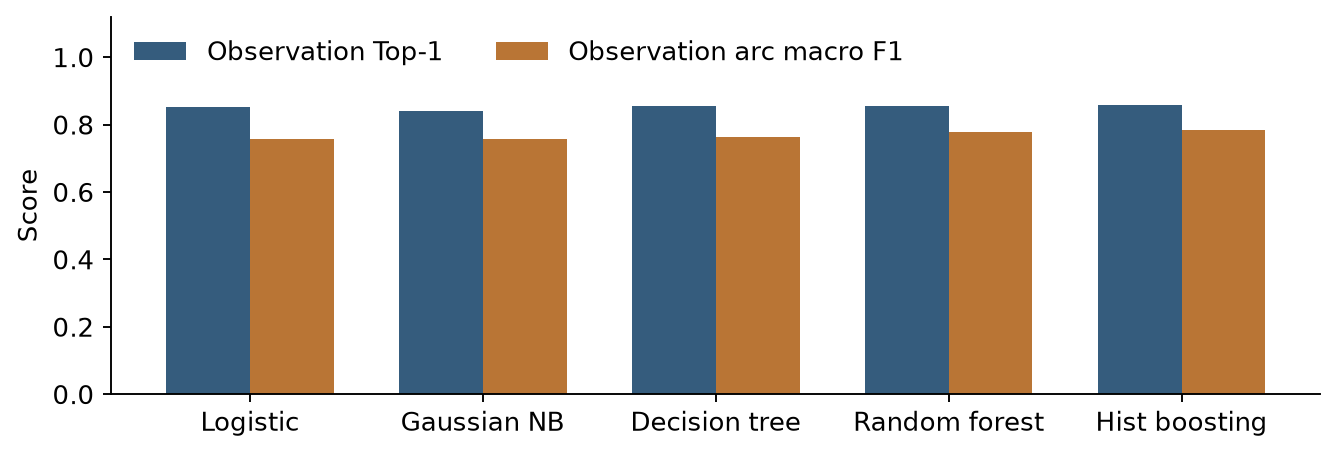 Observation Top-1
Observation arc macro F1
Score
1.0
0.8
0.6
0.4
0.2
0.0
Logistic
Gaussian NB
Decision tree
Random forest
Hist boosting